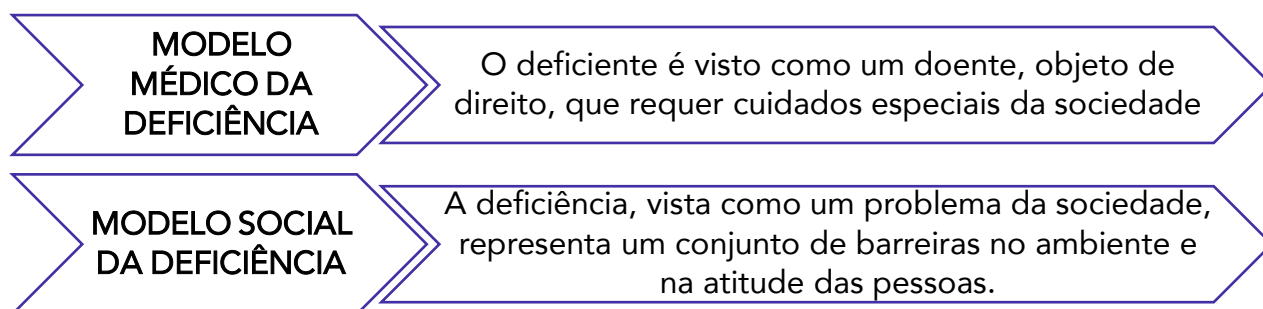 MODELO
MÉDICO DA
DEFICIÊNCIA
O deficiente é visto como um doente, objeto de
direito, que requer cuidados especiais da sociedade
MODELO SOCIAL
DA DEFICIÊNCIA
A deficiência, vista como um problema da sociedade,
representa um conjunto de barreiras no ambiente e
na atitude das pessoas.